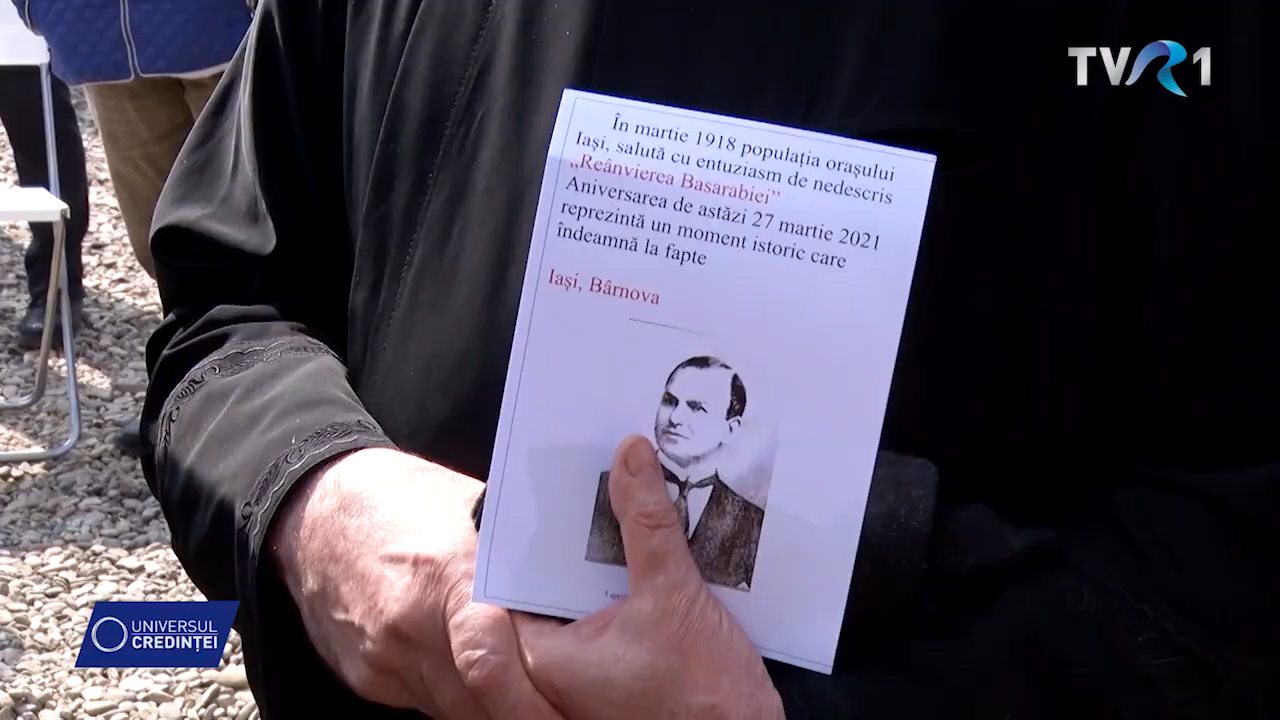 TVR1
În martie 1918 populația orașului
Iași, salută cu entuziasm de nedescris
„Reânvierea Basarabiei”
Aniversarea de astăzi 27 martie 2021
reprezintă un moment istoric care
îndeamnă la fapte
Iași, Bârnova
UNIVERSUL
CREDINȚEI